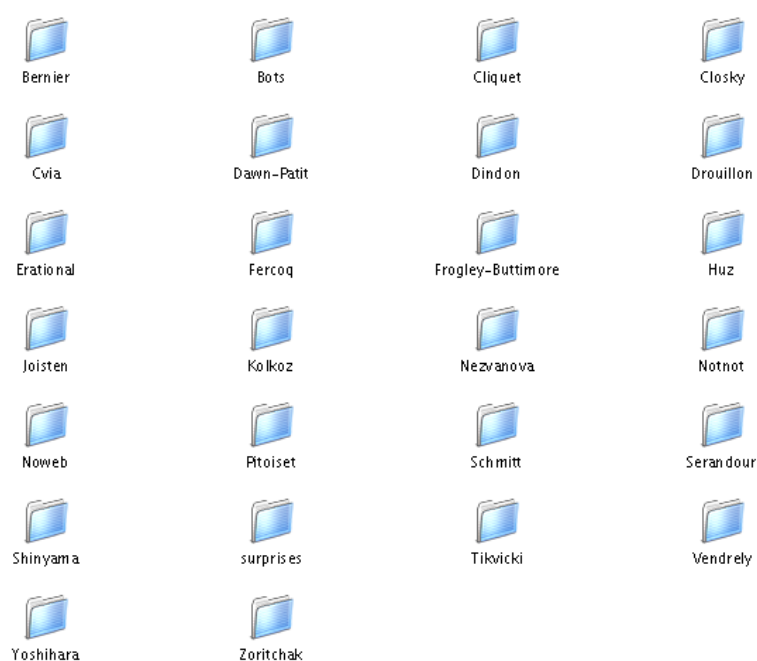 Bernier
Bots
Cliquet
Closky
Cvia
Dawn-Patit
Dindon
Drouillon
Erational
Fercoq
Frogley-Buttimore
Huz
Joisten
Kolkoz
Nezvanova
Notnot
Noweb
Pitoiset
Schmitt
Serandour
Shinyama
surprises
Tikvicki
Vendrely
Yoshihara
Zoritchak